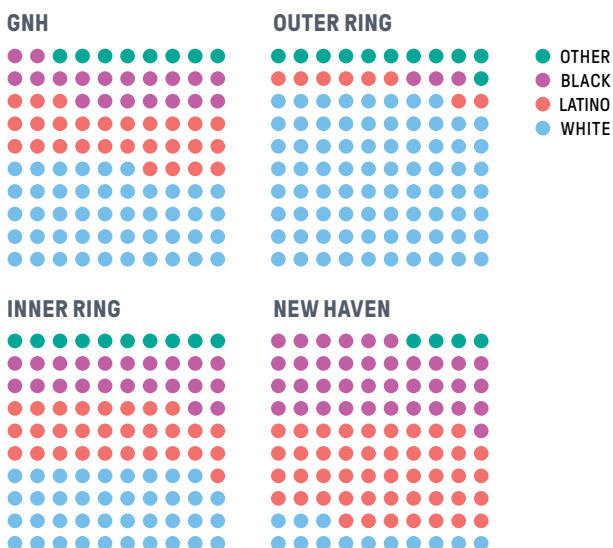 GNH
OUTER RING
OTHER
BLACK
LATINO
WHITE
INNER RING
NEW HAVEN